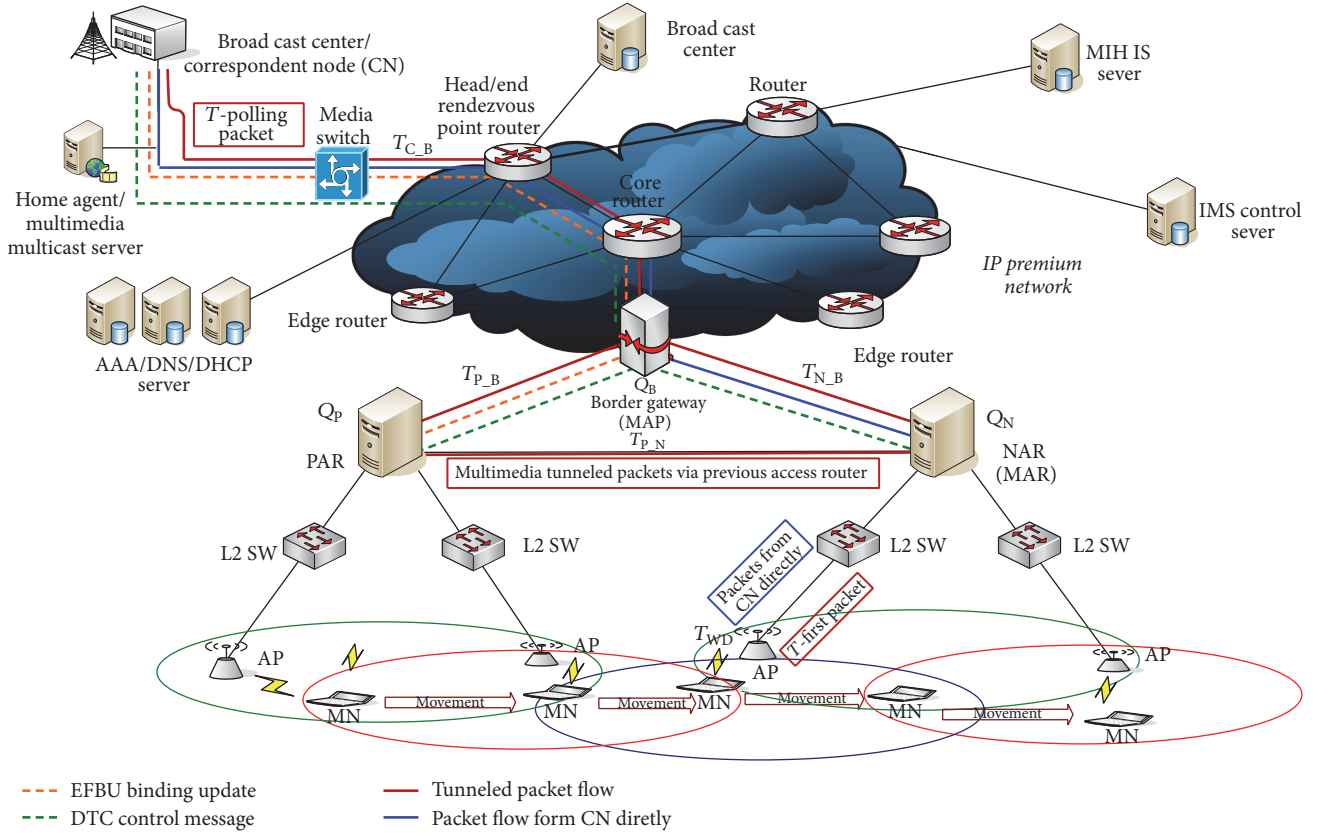 Broad cast center/
correspondent node (CN)
Broad cast
center
MIH IS
sever
Head/end
rendezvous
point router
Router
T-polling
packet
Media
switch
T_C_B
Home agent/
multimedia
multicast server
Core
router
IMS control
sever
IP premium
network
Edge router
AAA/DNS/DHCP
server
Edge router
T_P_B
T_N_B
Q_B
Border gateway
(MAP)
Q_P
Q_N
T_P_N
PAR
NAR
(MAR)
Multimedia tunneled packets via previous access router
L2 SW
L2 SW
L2 SW
L2 SW
Packets from
CN directly
T-first packet
T_WD
AP
AP
AP
AP
MN
Movement
MN
Movement
MN
Movement
MN
Movement
MN
EFBU binding update
Tunneled packet flow
DTC control message
Packet flow form CN diretly